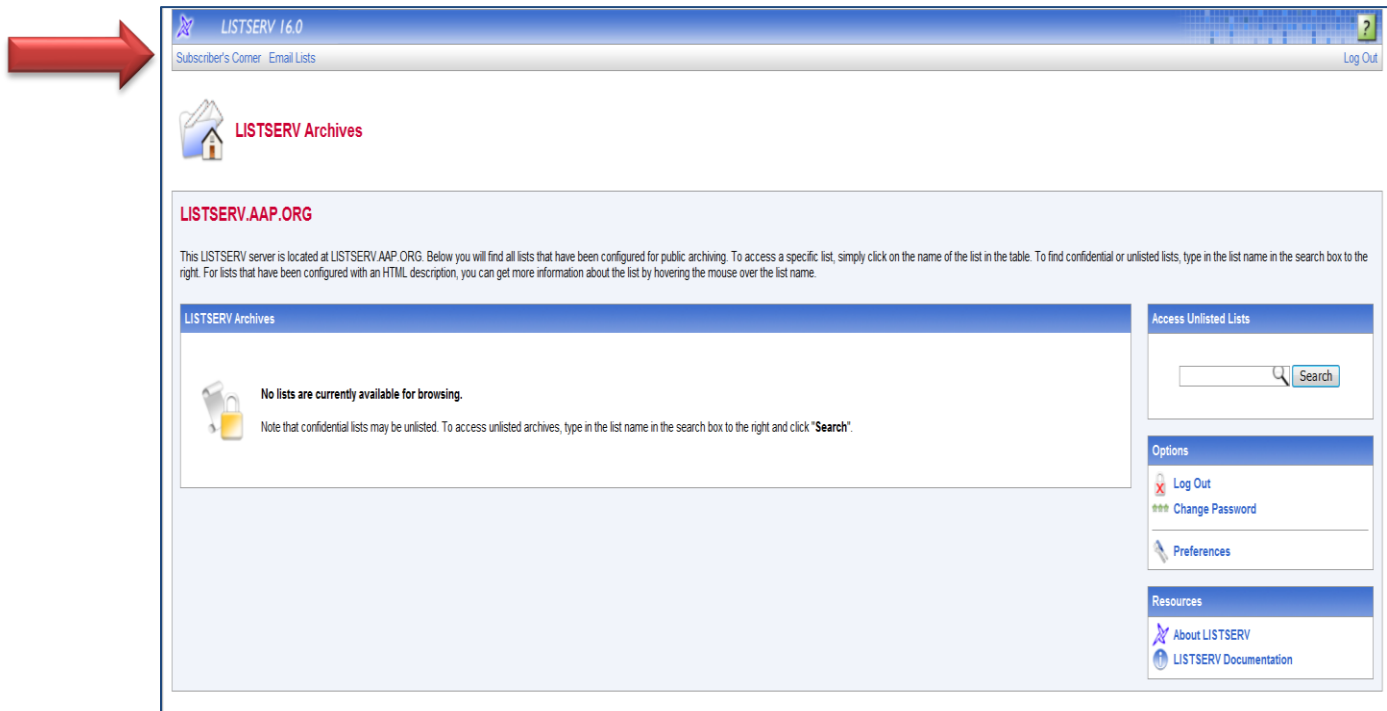 LISTSERV 16.0
?
Subscriber's Corner Email Lists
Log Out
LISTSERV Archives
LISTSERV.AAP.ORG
This LISTSERV server is located at LISTSERV.AAP.ORG. Below you will find all lists that have been configured for public archiving. To access a specific list, simply click on the name of the list in the table. To find confidential or unlisted lists, type in the list name in the search box to the
right. For lists that have been configured with an HTML description, you can get more information about the list by hovering the mouse over the list name.
LISTSERV Archives
No lists are currently available for browsing.
Note that confidential lists may be unlisted. To access unlisted archives, type in the list name in the search box to the right and click "Search".
Access Unlisted Lists
Search
Options
Log Out
Change Password
Preferences
Resources
About LISTSERV
LISTSERV Documentation